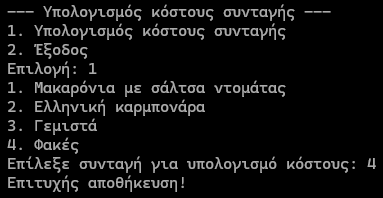 --- Υπολογισμός κόστους συνταγής ---
1. Υπολογισμός κόστους συνταγής
2. Έξοδος
Επιλογή: 1
1. Μακαρόνια με σάλτσα ντομάτας
2. Ελληνική καρμπονάρα
3. Γεμιστά
4. Φακές
Επίλεξε συνταγή για υπολογισμό κόστους: 4
Επιτυχής αποθήκευση!